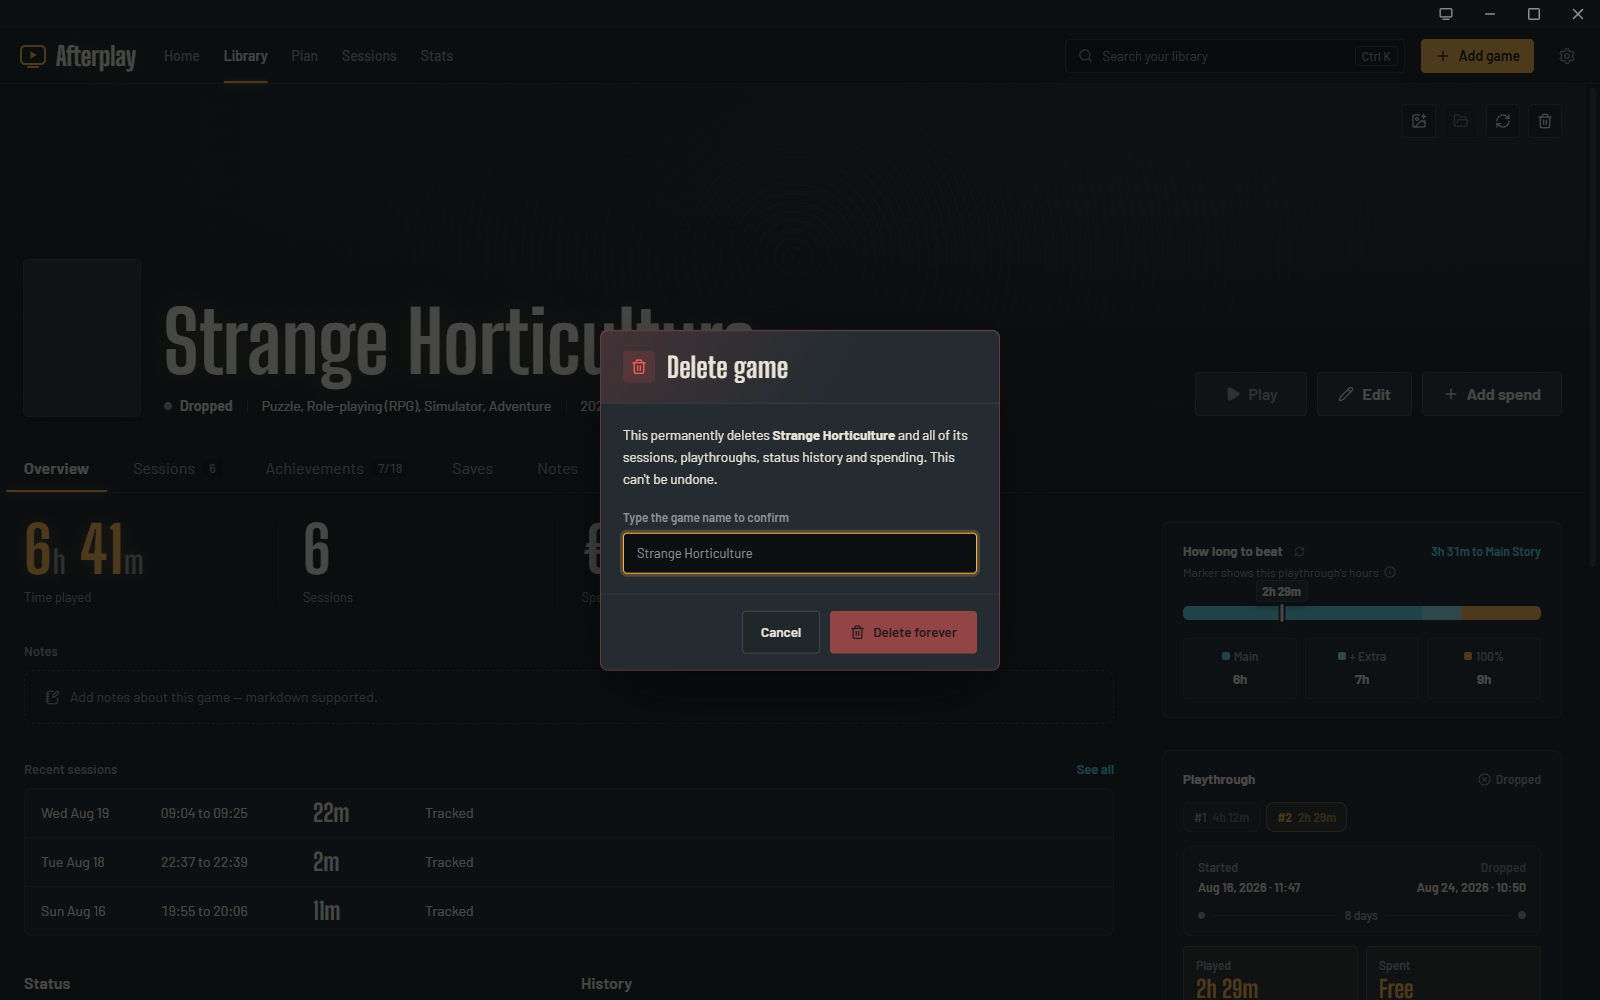 Afterplay
Home
Library
Plan
Sessions
Stats
Search your library
Ctrl K
Add game
Strange Horticulture
Dropped
Puzzle, Role-playing (RPG), Simulator, Adventure
Play
Edit
Add spend
Overview
Sessions 6
Achievements 7/18
Saves
Notes
6h 41m
Time played
6
Sessions
Delete game
This permanently deletes Strange Horticulture and all of its
sessions, playthroughs, status history and spending. This
can't be undone.
Type the game name to confirm
Strange Horticulture
Cancel
Delete forever
How long to beat
3h 31m to Main Story
Marker shows this playthrough's hours
2h 29m
Main
6h
+ Extra
7h
100%
9h
Notes
Add notes about this game — markdown supported.
Recent sessions
See all
Wed Aug 19 09:04 to 09:25 22m Tracked
Tue Aug 18 22:37 to 22:39 2m Tracked
Sun Aug 16 19:55 to 20:06 11m Tracked
Playthrough
Dropped
#1 4h 12m
#2 2h 29m
Started
Dropped
Aug 16, 2026 · 11:47
Aug 24, 2026 · 10:50
8 days
Played
2h 29m
Spent
Free
Status
History